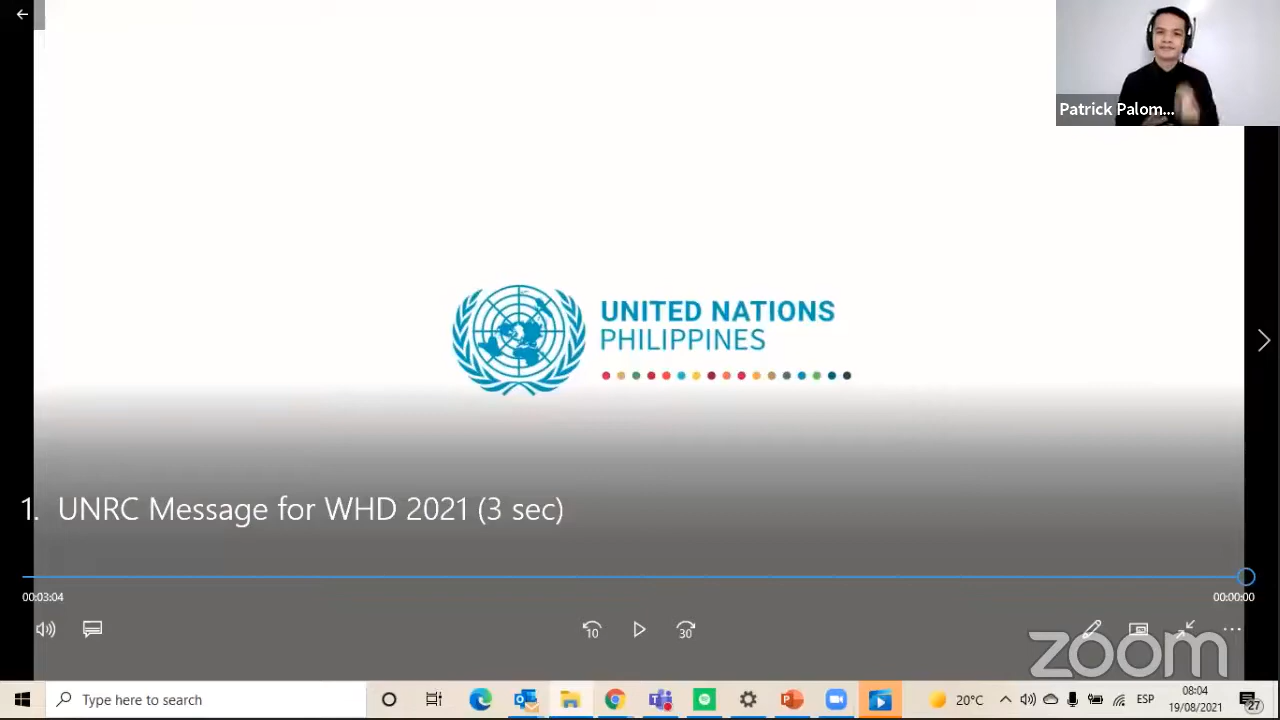 Patrick Palom...
UNITED NATIONS
PHILIPPINES
1. UNRC Message for WHD 2021 (3 sec)
00:03:04
00:00:00
10
30
zoom
Type here to search
20°C
ESP
08:04
19/08/2021
27